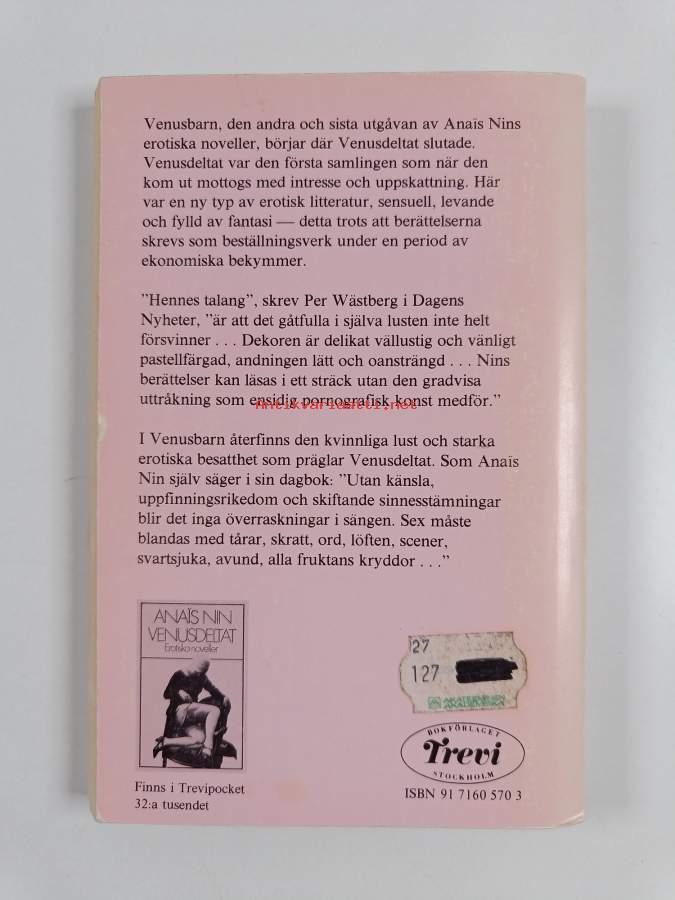 Venusbarn, den andra och sista utgåvan av Anaïs Nins
erotiska noveller, börjar där Venusdeltat slutade.
Venusdeltat var den första samlingen som när den
kom ut mottogs med intresse och uppskattning. Här
var en ny typ av erotisk litteratur, sensuell, levande
och fylld av fantasi — detta trots att berättelserna
skrevs som beställningsverk under en period av
ekonomiska bekymmer.
”Hennes talang”, skrev Per Wästberg i Dagens
Nyheter, ”är att det gåtfulla i själva lusten inte helt
försvinner . . . Dekoren är delikat vällustig och vänligt
pastellfärgad, andningen lätt och oansträngd . . . Nins
berättelser kan läsas i ett sträck utan den gradvisa
uttråkning som ensidig pornografisk konst medför.”
I Venusbarn återfinns den kvinnliga lust och starka
erotiska besatthet som präglar Venusdeltat. Som Anaïs
Nin själv säger i sin dagbok: ”Utan känsla,
uppfinningsrikedom och skiftande sinnesstämningar
blir det inga överraskningar i sängen. Sex måste
blandas med tårar, skratt, ord, löften, scener,
svartsjuka, avund, alla fruktans kryddor . . .”
ANAÏS NIN
VENUSDELTAT
Erotiska noveller
Finns i Trevipocket
32:a tusendet
27
127
BOKFÖRLAGET
Trevi
STOCKHOLM
ISBN 91 7160 570 3